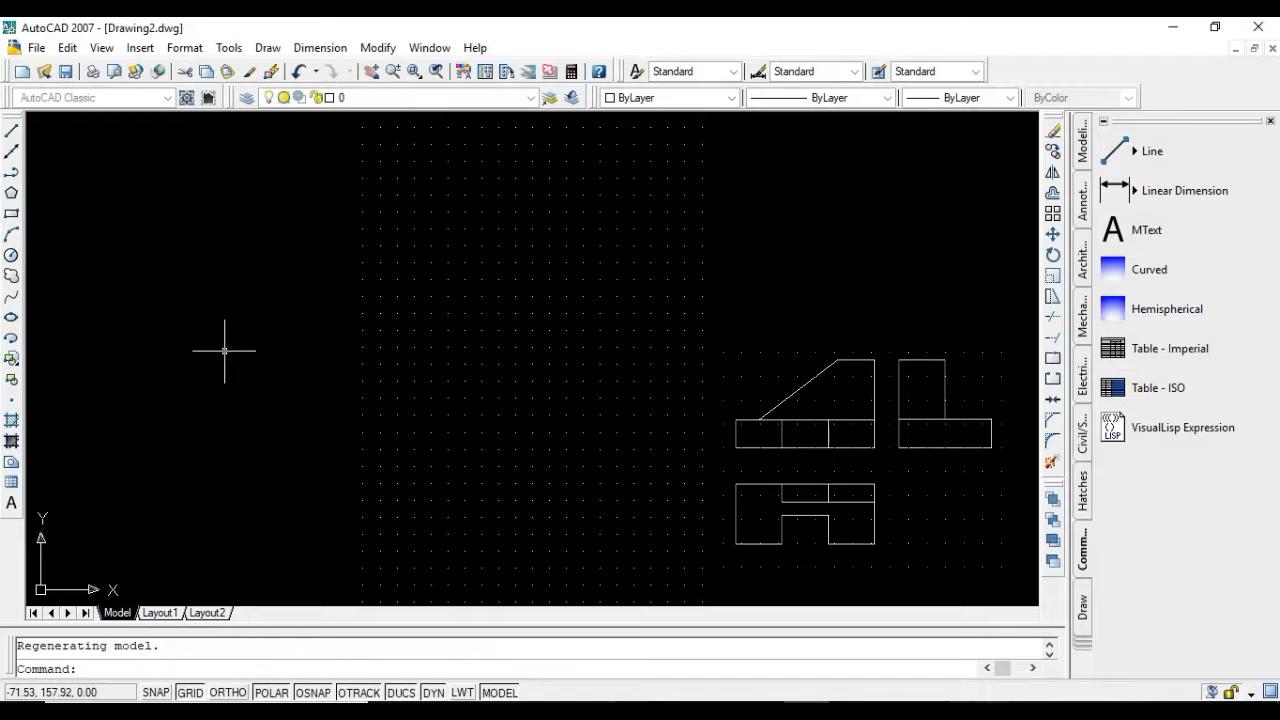 AutoCAD 2007 - [Drawing2.dwg]
File Edit View Insert Format Tools Draw Dimension Modify Window Help
Standard Standard Standard
AutoCAD Classic 0 ByLayer ByLayer ByLayer ByColor
Modeli...
Annot...
Archit...
Mecha...
Electri...
Civil/S...
Hatches
Comm...
Draw
Line
Linear Dimension
A MText
Curved
Hemispherical
Table - Imperial
Table - ISO
LISP VisualLisp Expression
A
Y
X
Model Layout1 Layout2
Regenerating model.
Command:
-71.53, 157.92, 0.00 SNAP GRID ORTHO POLAR OSNAP OTRACK DUCS DYN LWT MODEL